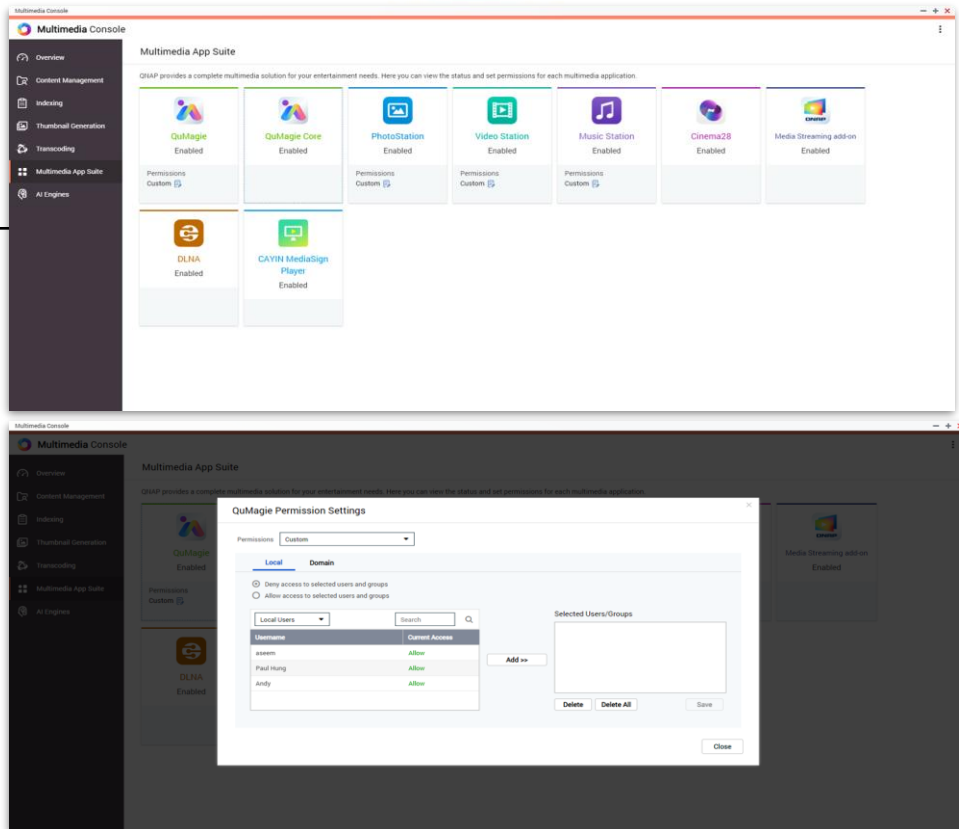 Multimedia Console
Multimedia Console
Overview
Content Management
Indexing
Thumbnail Generation
Transcoding
Multimedia App Suite
AI Engines
Multimedia App Suite
QNAP provides a complete multimedia solution for your entertainment needs. Here you can view the status and set permissions for each multimedia application.
QuMagie
Enabled
Permissions
Custom
QuMagie Core
Enabled
PhotoStation
Enabled
Permissions
Custom
Video Station
Enabled
Permissions
Custom
Music Station
Enabled
Permissions
Custom
Cinema28
Enabled
QNAP
Media Streaming add-on
Enabled
DLNA
Enabled
CAYIN MediaSign
Player
Enabled
Multimedia Console
Multimedia Console
Overview
Content Management
Indexing
Thumbnail Generation
Transcoding
Multimedia App Suite
AI Engines
Multimedia App Suite
QNAP provides a complete multimedia solution for your entertainment needs. Here you can view the status and set permissions for each multimedia application.
QuMagie
Enabled
Permissions
Custom
DLNA
Enabled
Media Streaming add-on
Enabled
QuMagie Permission Settings
Permissions Custom
Local Domain
Deny access to selected users and groups
Allow access to selected users and groups
Local Users Search
Username Current Access
aseem Allow
Paul Hung Allow
Andy Allow
Add >>
Selected Users/Groups
Delete Delete All Save
Close